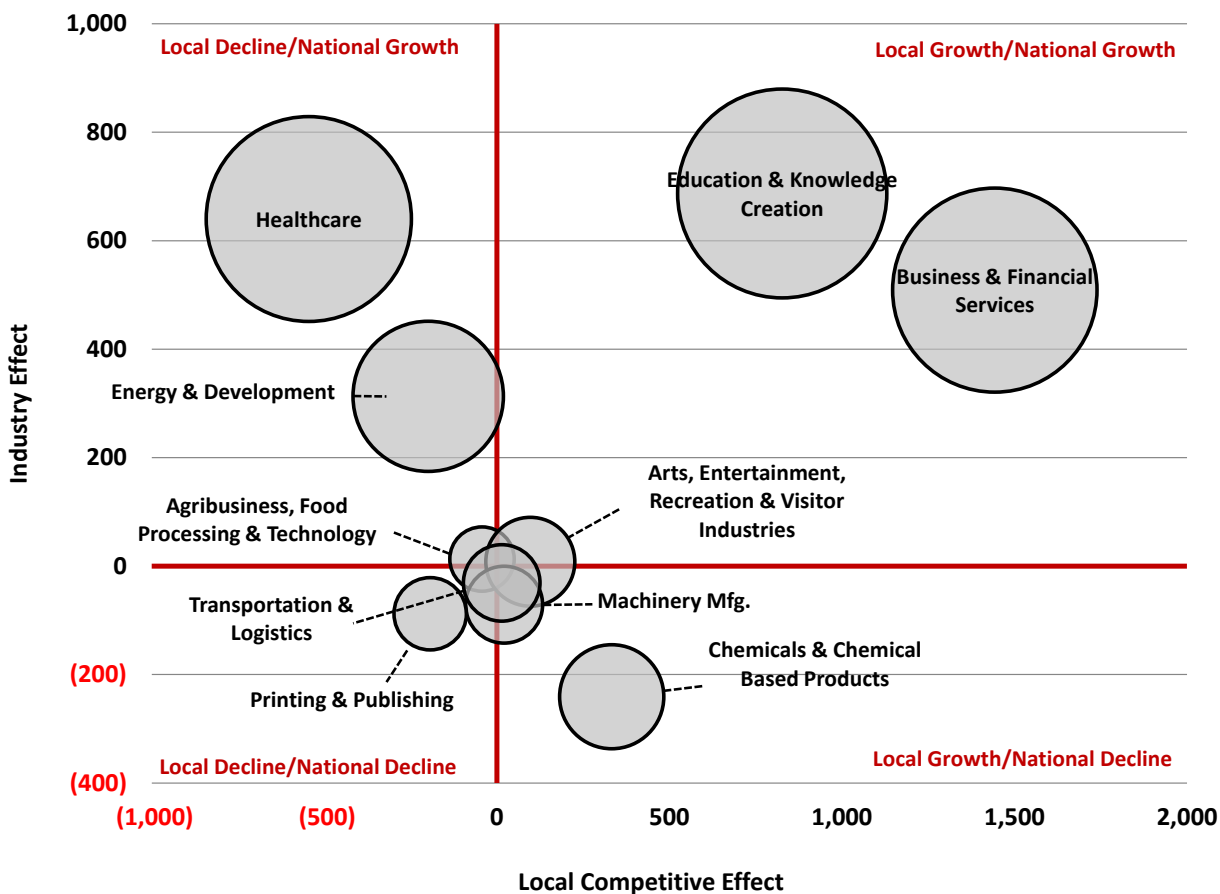 1,000
Local Decline/National Growth
Local Growth/National Growth
800
Education & Knowledge
Creation
Healthcare
600
Business & Financial
Services
400
Energy & Development
Industry Effect
200
Arts, Entertainment,
Recreation & Visitor
Industries
Agribusiness, Food
Processing & Technology
0
Transportation &
Logistics
Machinery Mfg.
Chemicals & Chemical
Based Products
(200)
Printing & Publishing
Local Decline/National Decline
Local Growth/National Decline
(400)
(1,000)
(500)
0
500
1,000
1,500
2,000
Local Competitive Effect